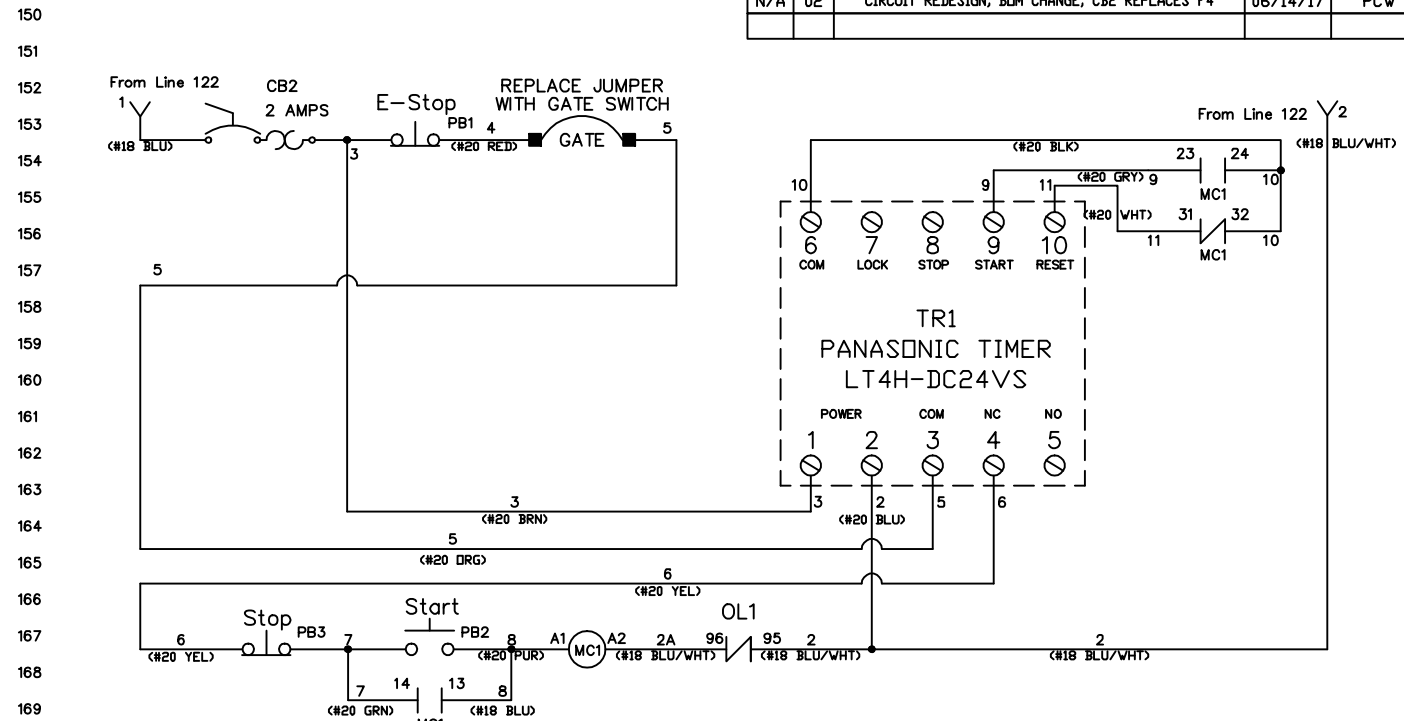 N/A 02 CIRCUIT REDESIGN, BOM CHANGE, CB2 REPLACES F4 06/14/17 PCW
150
151
152
153
154
155
156
157
158
159
160
161
162
163
164
165
166
167
168
169
From Line 122
1
(#18 BLU)
CB2
2 AMPS
3
E-Stop
PB1
4
(#20 RED)
REPLACE JUMPER
WITH GATE SWITCH
GATE
5
From Line 122
2
(#18 BLU/WHT)
(#20 BLK)
10
9
(#20 GRY) 9
23
24
MC1
10
11
(#20 WHT)
11
31
32
MC1
10
6
7
8
9
10
COM
LOCK
STOP
START
RESET
5
TR1
PANASONIC TIMER
LT4H-DC24VS
POWER
COM
NC
NO
1
2
3
4
5
3
2
5
6
3
(#20 BRN)
(#20 BLU)
5
(#20 ORG)
6
(#20 YEL)
6
(#20 YEL)
Stop
PB3
7
Start
PB2
8
(#20 PUR)
A1
MC1
A2
2A
(#18 BLU/WHT)
OL1
96
95
2
(#18 BLU/WHT)
2
(#18 BLU/WHT)
7
(#20 GRN)
14
13
8
(#18 BLU)
MC1